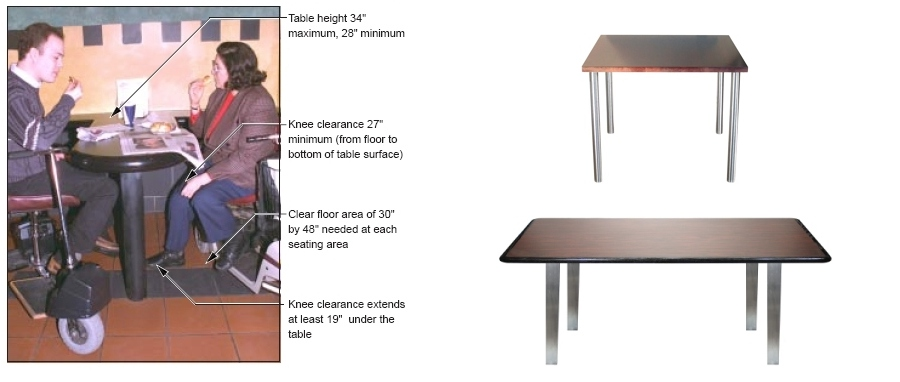 Table height 34"
maximum, 28" minimum
Knee clearance 27"
minimum (from floor to
bottom of table surface)
Clear floor area of 30"
by 48" needed at each
seating area
Knee clearance extends
at least 19" under the
table